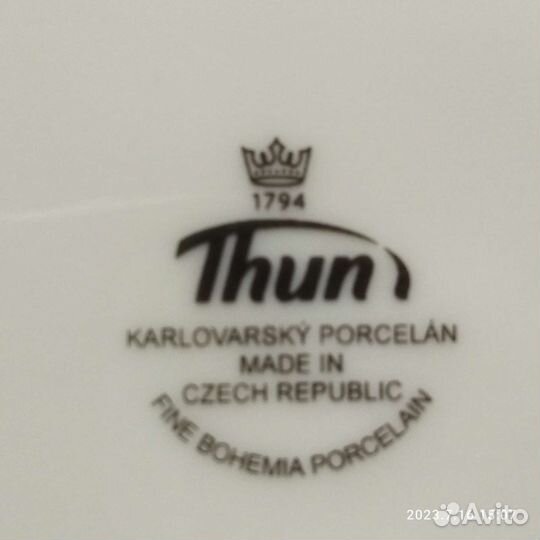 1794
Thun
KARLOVARSKÝ PORCELÁN
MADE IN
CZECH REPUBLIC
FINE BOHEMIA PORCELAIN
Avito